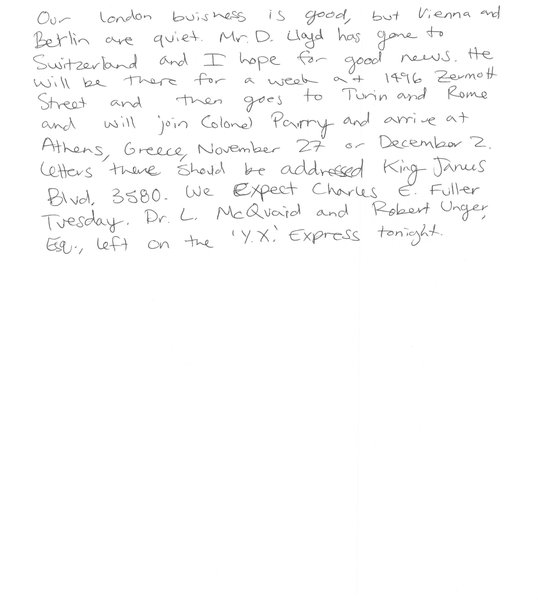 Our London buisness is good, but Vienna and
Berlin are quiet. Mr. D. Lloyd has gone to
Switzerland and I hope for good news. He
will be there for a week at 1496 Zermott
Street and then goes to Turin and Rome
and will join Colonel Parry and arrive at
Athens, Greece, November 27 or December 2.
Letters there should be addressed King James
Blvd, 3580. We Expect Charles E. Fuller
Tuesday. Dr. L. McQuaid and Robert Unger,
Esq., left on the 'Y.X.' Express tonight.